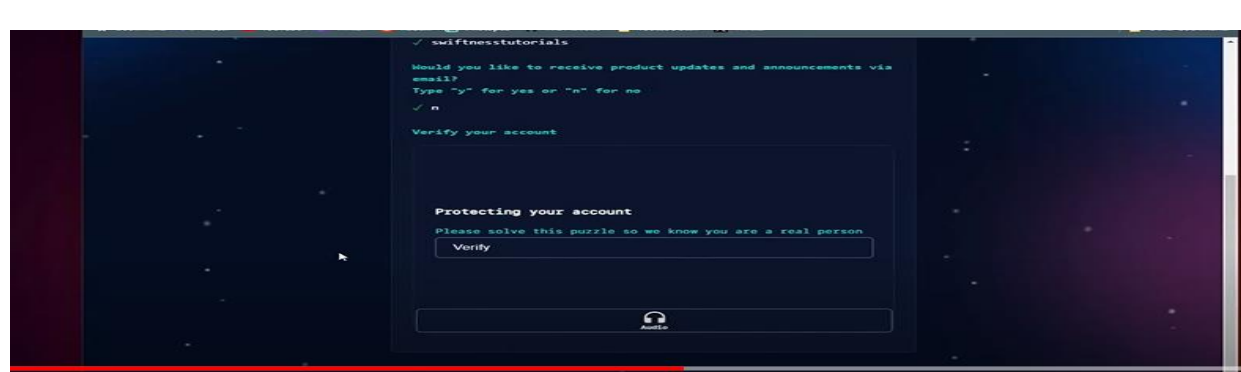 ✓ swiftnesstutorials
Would you like to receive product updates and announcements via
email?
Type "y" for yes or "n" for no
✓ n
Verify your account
Protecting your account
Please solve this puzzle so we know you are a real person
Verify
Audio